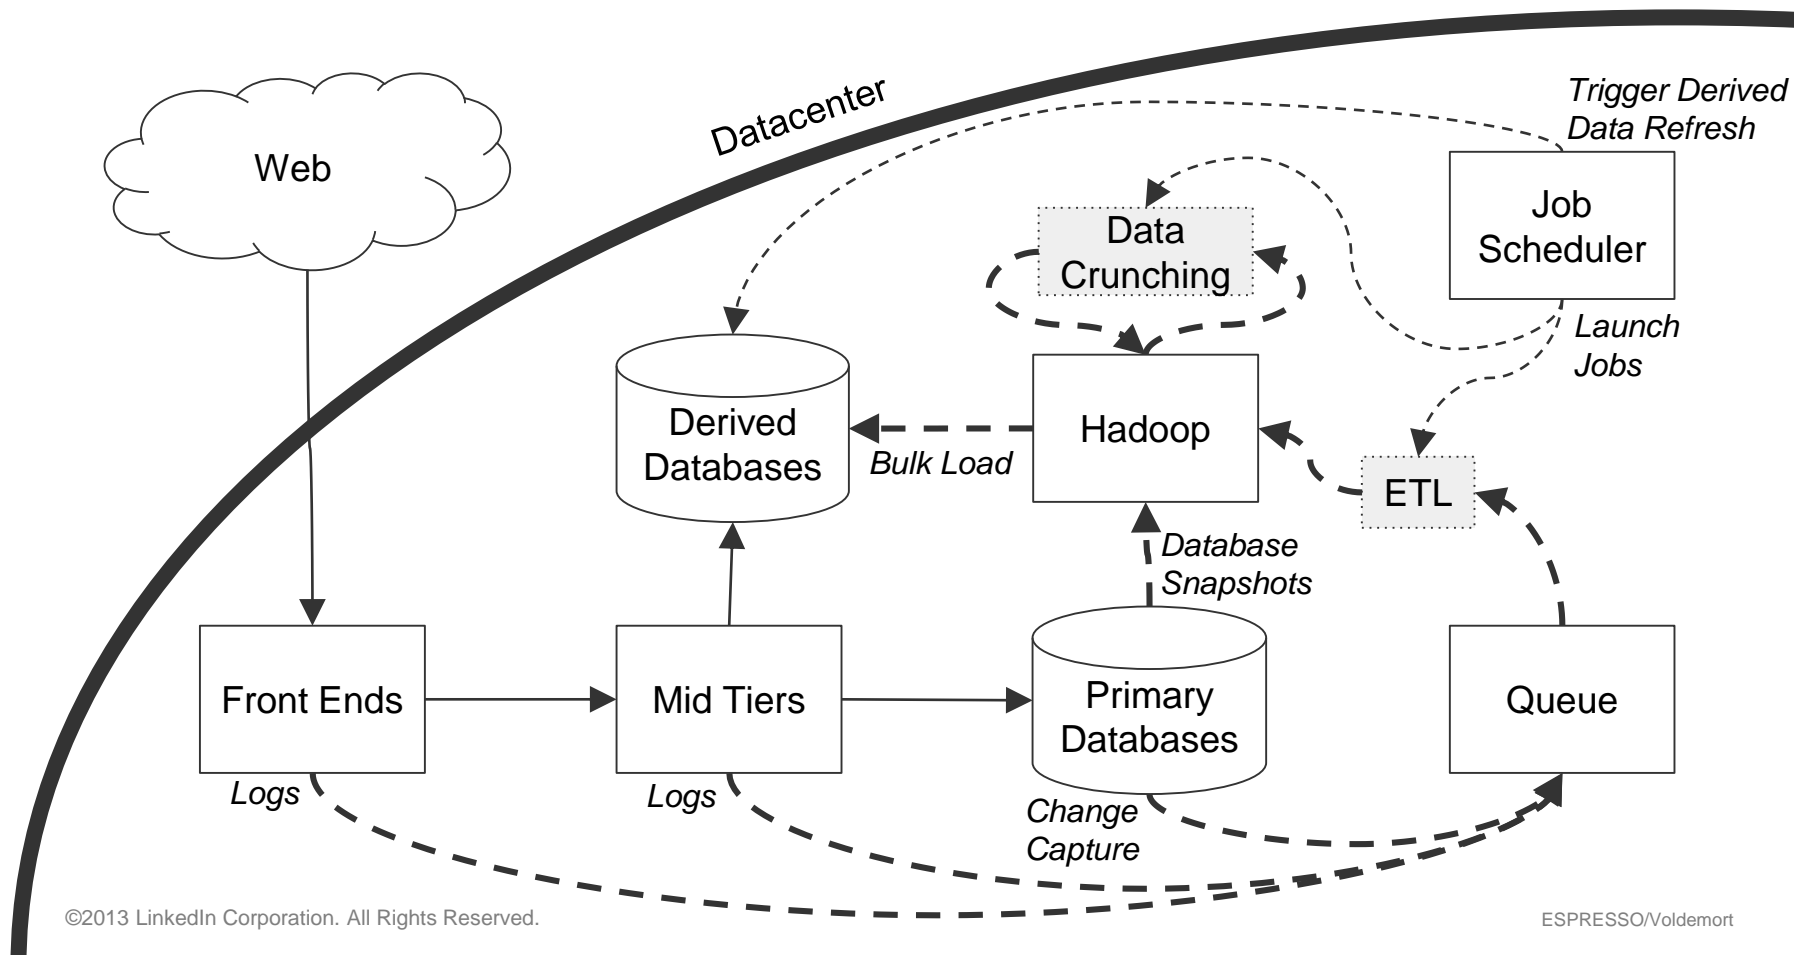 Datacenter
Trigger Derived
Data Refresh
Web
Job
Scheduler
Data
Crunching
Launch
Jobs
Derived
Databases
Bulk Load
Hadoop
ETL
Database
Snapshots
Front Ends
Mid Tiers
Primary
Databases
Queue
Logs
Logs
Change
Capture
©2013 LinkedIn Corporation. All Rights Reserved.
ESPRESSO/Voldemort